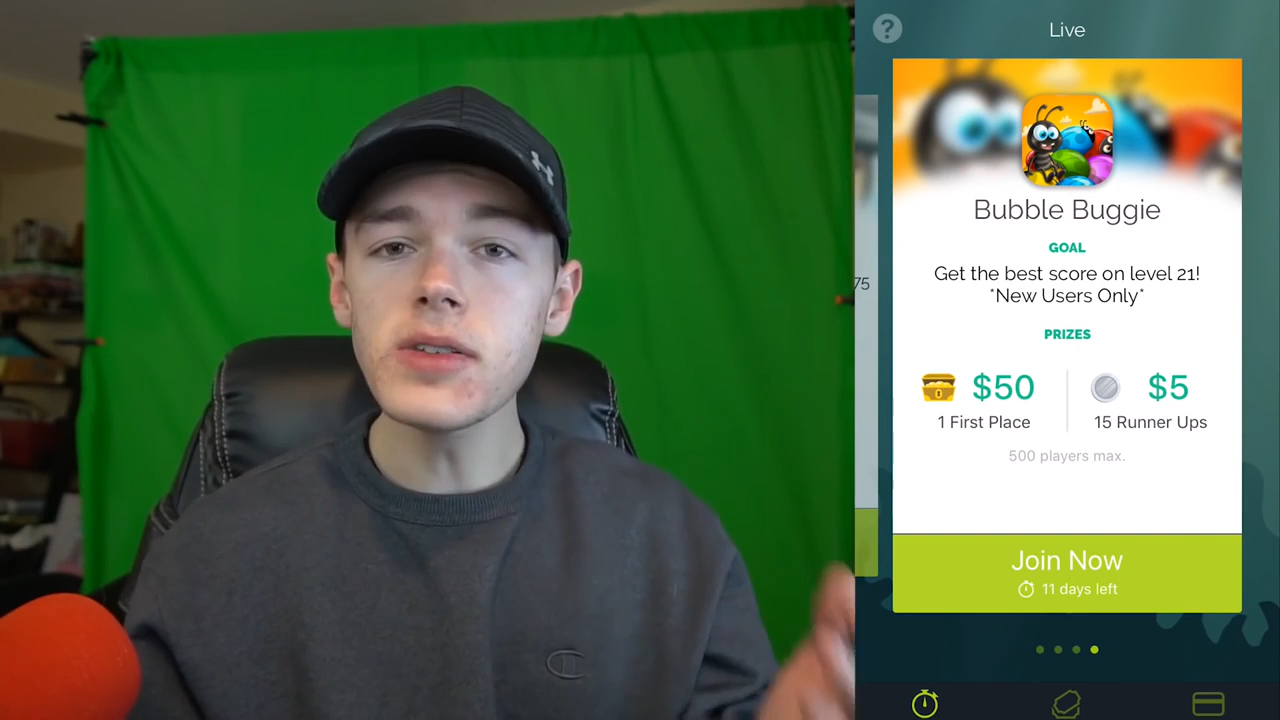 ?
Live
75
Bubble Buggie
GOAL
Get the best score on level 21!
*New Users Only*
PRIZES
$50
$5
1 First Place
15 Runner Ups
500 players max.
Join Now
11 days left